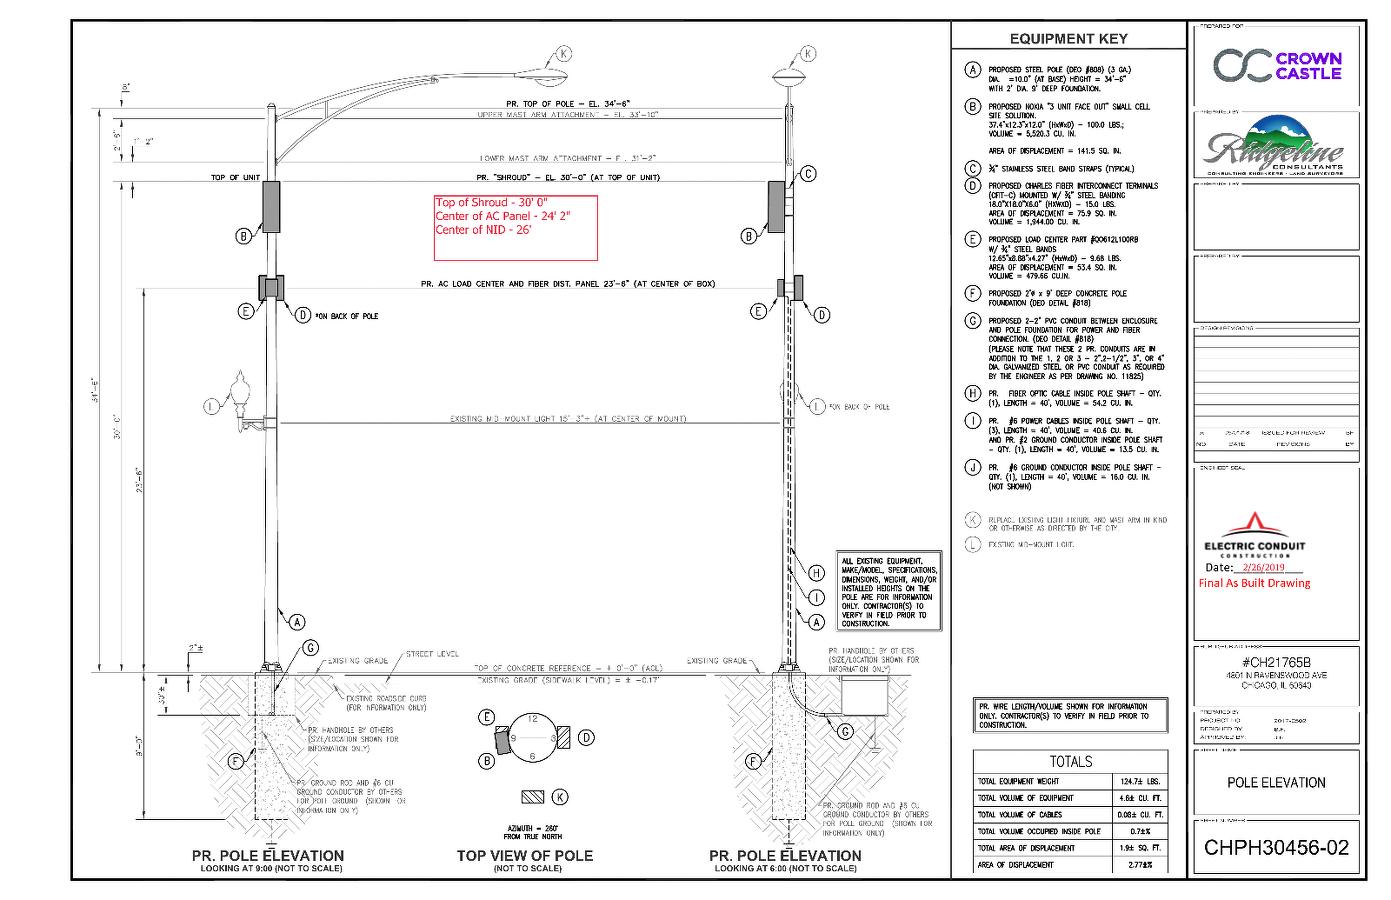 K
K
6"
PR. TOP OF POLE - EL. 34'-6"
UPPER MAST ARM ATTACHMENT - EL. 33'-10"
2'-6"
1'-2"
LOWER MAST ARM ATTACHMENT - EL. 31'-2"
TOP OF UNIT
PR. "SHROUD" - EL. 30'-0" (AT TOP OF UNIT)
C
Top of Shroud - 30' 0"
Center of AC Panel - 24' 2"
Center of NID - 26'
B
B
PR. AC LOAD CENTER AND FIBER DIST. PANEL 23'-6" (AT CENTER OF BOX)
E
D
*ON BACK OF POLE
E
D
34'-6"
30'-0"
23'-6"
L
L
*ON BACK OF POLE
EXISTING MID-MOUNT LIGHT 15'-3"± (AT CENTER OF MOUNT)
H
I
A
A
G
ALL EXISTING EQUIPMENT,
MAKE/MODEL, SPECIFICATIONS,
DIMENSIONS, WEIGHT, AND/OR
INSTALLED HEIGHTS ON THE
POLE ARE FOR INFORMATION
ONLY. CONTRACTOR(S) TO
VERIFY IN FIELD PRIOR TO
CONSTRUCTION.
2"±
EXISTING GRADE
STREET LEVEL
TOP OF CONCRETE REFERENCE - ± 0'-0" (ACL)
EXISTING GRADE (SIDEWALK LEVEL) = ± -0.17'
EXISTING GRADE
PR. HANDHOLE BY OTHERS
(SIZE/LOCATION SHOWN FOR
INFORMATION ONLY)
30"±
9'-0"
EXISTING ROADSIDE CURB
(FOR INFORMATION ONLY)
PR. HANDHOLE BY OTHERS
(SIZE/LOCATION SHOWN FOR
INFORMATION ONLY)
F
PR. GROUND ROD AND #6 CU
GROUND CONDUCTOR BY OTHERS
FOR POLE GROUND (SHOWN FOR
INFORMATION ONLY)
E
B
12
9
3
6
D
K
AZIMUTH = 260°
FROM TRUE NORTH
F
G
PR. GROUND ROD AND #6 CU
GROUND CONDUCTOR BY OTHERS
FOR POLE GROUND (SHOWN FOR
INFORMATION ONLY)
PR. POLE ELEVATION
LOOKING AT 9:00 (NOT TO SCALE)
TOP VIEW OF POLE
(NOT TO SCALE)
PR. POLE ELEVATION
LOOKING AT 6:00 (NOT TO SCALE)
EQUIPMENT KEY
A PROPOSED STEEL POLE (DEO #808) (3 GA.)
DIA. =10.0" (AT BASE) HEIGHT = 34'-6"
WITH 2' DIA. 9' DEEP FOUNDATION.
B PROPOSED NOKIA "3 UNIT FACE OUT" SMALL CELL
SITE SOLUTION.
37.4"x12.3"x12.0" (HxWxD) - 100.0 LBS.;
VOLUME = 5,520.3 CU. IN.
AREA OF DISPLACEMENT = 141.5 SQ. IN.
C ¾" STAINLESS STEEL BAND STRAPS (TYPICAL)
D PROPOSED CHARLES FIBER INTERCONNECT TERMINALS
(CFIT-C) MOUNTED W/ ¾" STEEL BANDING
18.0"X18.0"X6.0" (HXWXD) - 15.0 LBS.
AREA OF DISPLACEMENT = 75.9 SQ. IN.
VOLUME = 1,944.00 CU. IN.
E PROPOSED LOAD CENTER PART #QO612L100RB
W/ ¾" STEEL BANDS
12.65"x8.88"x4.27" (HxWxD) - 9.68 LBS.
AREA OF DISPLACEMENT = 53.4 SQ. IN.
VOLUME = 479.66 CU.IN.
F PROPOSED 2'ø x 9' DEEP CONCRETE POLE
FOUNDATION (DEO DETAIL #818)
G PROPOSED 2-2" PVC CONDUIT BETWEEN ENCLOSURE
AND POLE FOUNDATION FOR POWER AND FIBER
CONNECTION. (DEO DETAIL #818)
(PLEASE NOTE THAT THESE 2 PR. CONDUITS ARE IN
ADDITION TO THE 1, 2 OR 3 - 2",2-1/2", 3", OR 4"
DIA. GALVANIZED STEEL OR PVC CONDUIT AS REQUIRED
BY THE ENGINEER AS PER DRAWING NO. 11825)
H PR. FIBER OPTIC CABLE INSIDE POLE SHAFT - QTY.
(1), LENGTH = 40', VOLUME = 54.2 CU. IN.
I PR. #6 POWER CABLES INSIDE POLE SHAFT - QTY.
(3), LENGTH = 40', VOLUME = 40.6 CU. IN.
AND PR. #2 GROUND CONDUCTOR INSIDE POLE SHAFT
- QTY. (1), LENGTH = 40', VOLUME = 13.5 CU. IN.
J PR. #6 GROUND CONDUCTOR INSIDE POLE SHAFT -
QTY. (1), LENGTH = 40', VOLUME = 16.0 CU. IN.
(NOT SHOWN)
K REPLACE EXISTING LIGHT FIXTURE AND MAST ARM IN KIND
OR OTHERWISE AS DIRECTED BY THE CITY.
L EXISTING MID-MOUNT LIGHT.
PR. WIRE LENGTH/VOLUME SHOWN FOR INFORMATION
ONLY. CONTRACTOR(S) TO VERIFY IN FIELD PRIOR TO
CONSTRUCTION.
TOTALS
TOTAL EQUIPMENT WEIGHT 124.7± LBS.
TOTAL VOLUME OF EQUIPMENT 4.6± CU. FT.
TOTAL VOLUME OF CABLES 0.08± CU. FT.
TOTAL VOLUME OCCUPIED INSIDE POLE 0.7±%
TOTAL AREA OF DISPLACEMENT 1.9± SQ. FT.
AREA OF DISPLACEMENT 2.77±%
PREPARED FOR
CROWN
CASTLE
PREPARED BY
Ridgeline
CONSULTANTS
CONSULTING ENGINEERS - LAND SURVEYORS
PREPARED BY
PREPARED BY
DESIGN REVISIONS
ISSUED FOR REVIEW
NO. DATE REVISIONS BY
ENGINEER SEAL
ELECTRIC CONDUIT
CONSTRUCTION
Date: 2/26/2019
Final As Built Drawing
#CH21765B
4801 N RAVENSWOOD AVE
CHICAGO, IL 60640
PREPARED BY
PROJECT NO.
DESIGNED BY:
APPROVED BY:
SHEET NAME
POLE ELEVATION
SHEET NUMBER
CHPH30456-02